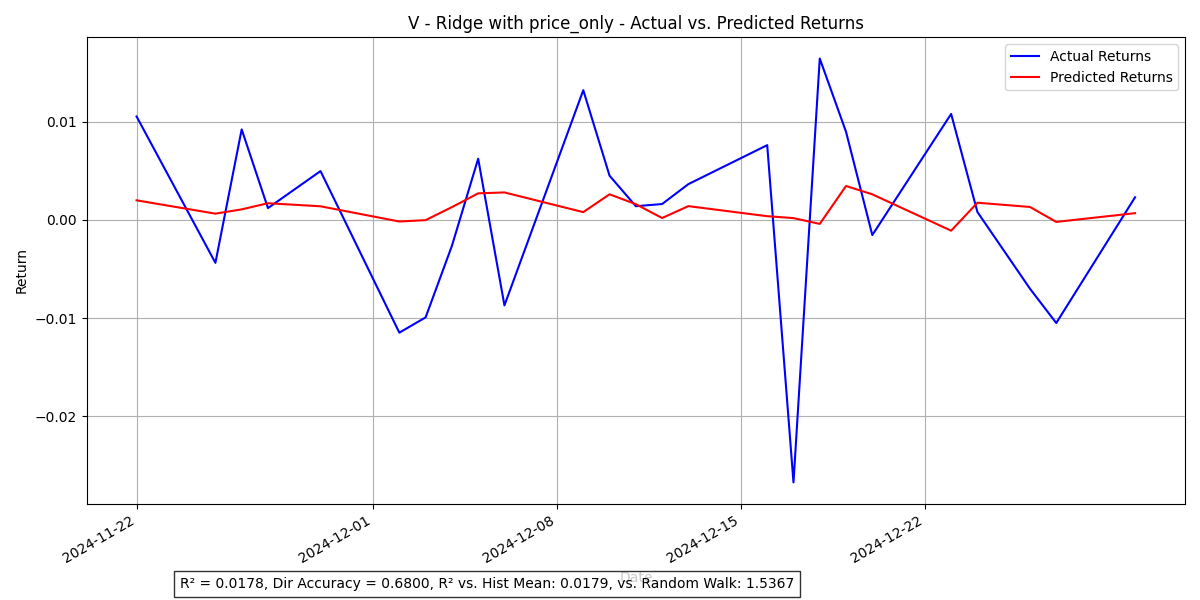 V - Ridge with price_only - Actual vs. Predicted Returns
Actual Returns
Predicted Returns
0.01
0.00
−0.01
−0.02
Return
2024-11-22
2024-12-01
2024-12-08
2024-12-15
2024-12-22
Date
R² = 0.0178, Dir Accuracy = 0.6800, R² vs. Hist Mean: 0.0179, vs. Random Walk: 1.5367